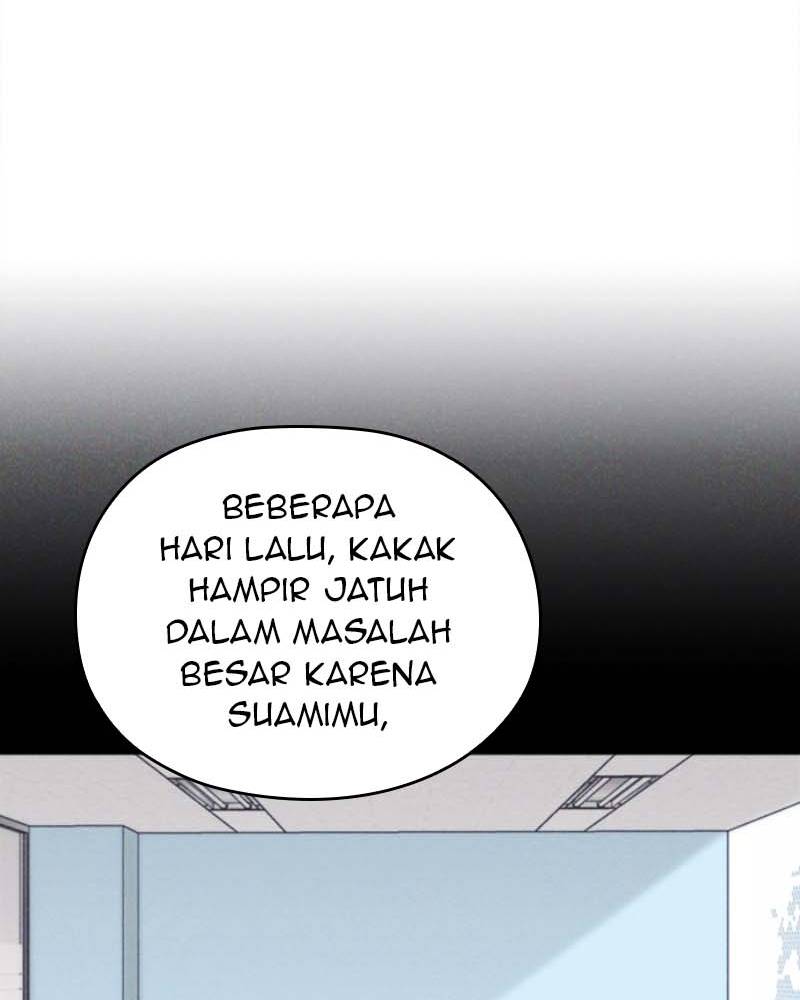 BEBERAPA
HARI LALU, KAKAK
HAMPIR JATUH
DALAM MASALAH
BESAR KARENA
SUAMIMU,